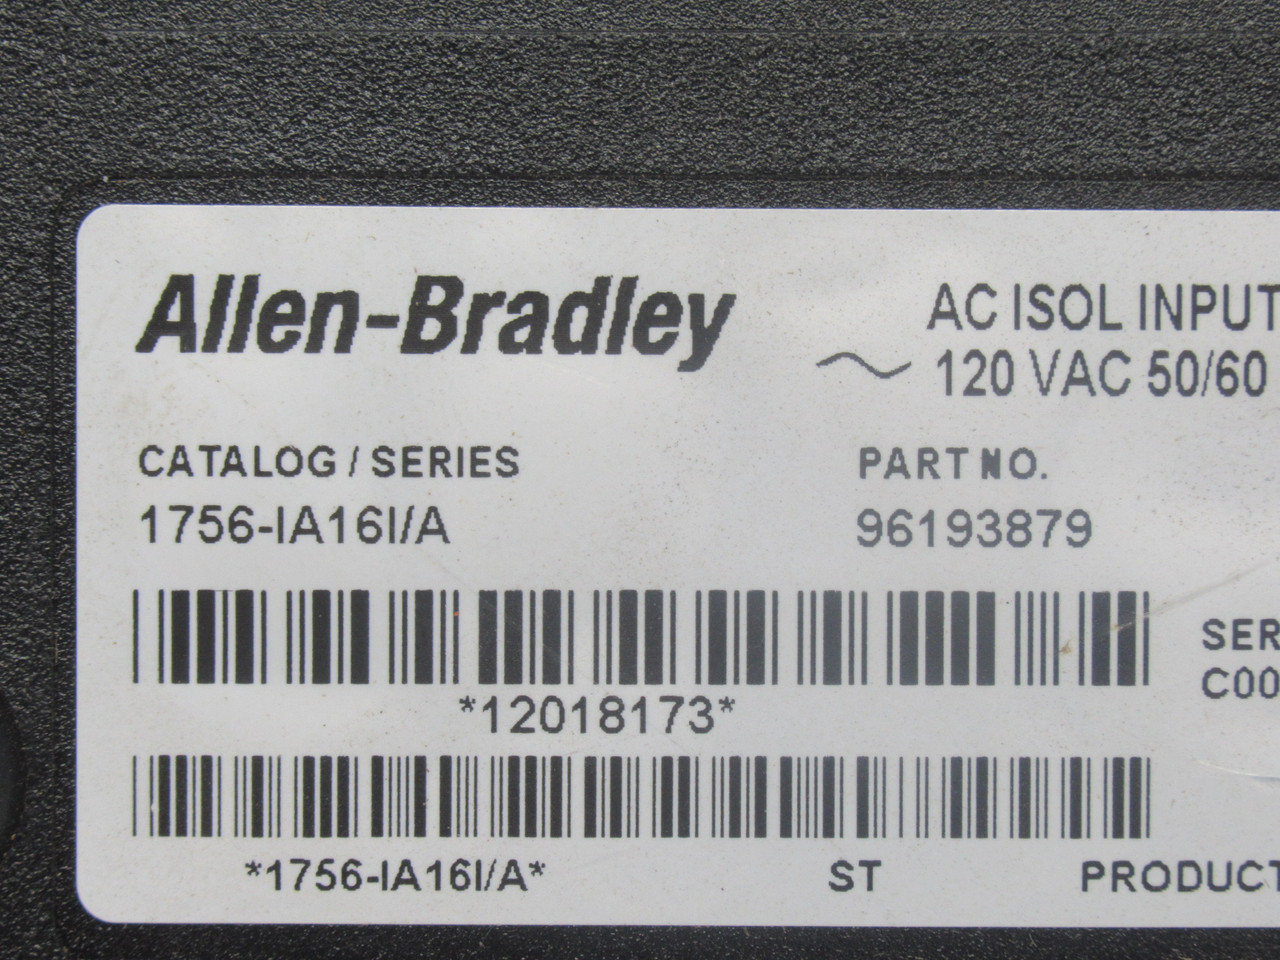 Allen-Bradley
AC ISOL INPUT
120 VAC 50/60
CATALOG / SERIES
1756-IA16I/A
PART NO.
96193879
*12018173*
SER
C00
*1756-IA16I/A*
ST
PRODUCT